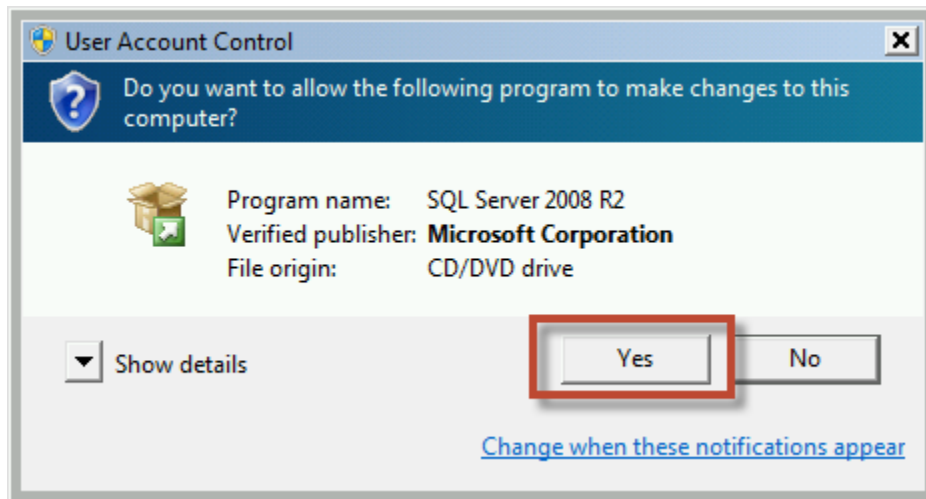 User Account Control
Do you want to allow the following program to make changes to this
computer?
Program name: SQL Server 2008 R2
Verified publisher: Microsoft Corporation
File origin: CD/DVD drive
Show details
Yes
No
Change when these notifications appear